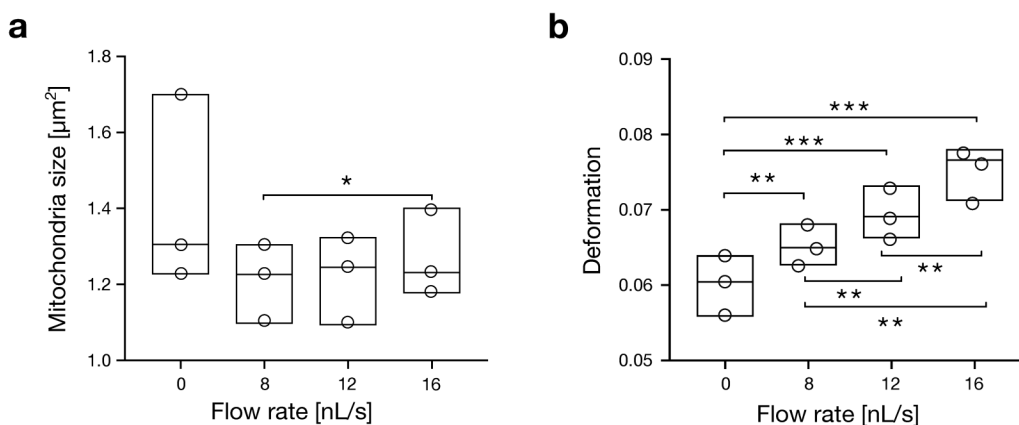 a
Mitochondria size [µm²]
1.8
1.6
1.4
1.2
1.0
*
0 8 12 16
Flow rate [nL/s]
b
Deformation
0.09
0.08
0.07
0.06
0.05
***
***
**
**
**
**
0 8 12 16
Flow rate [nL/s]